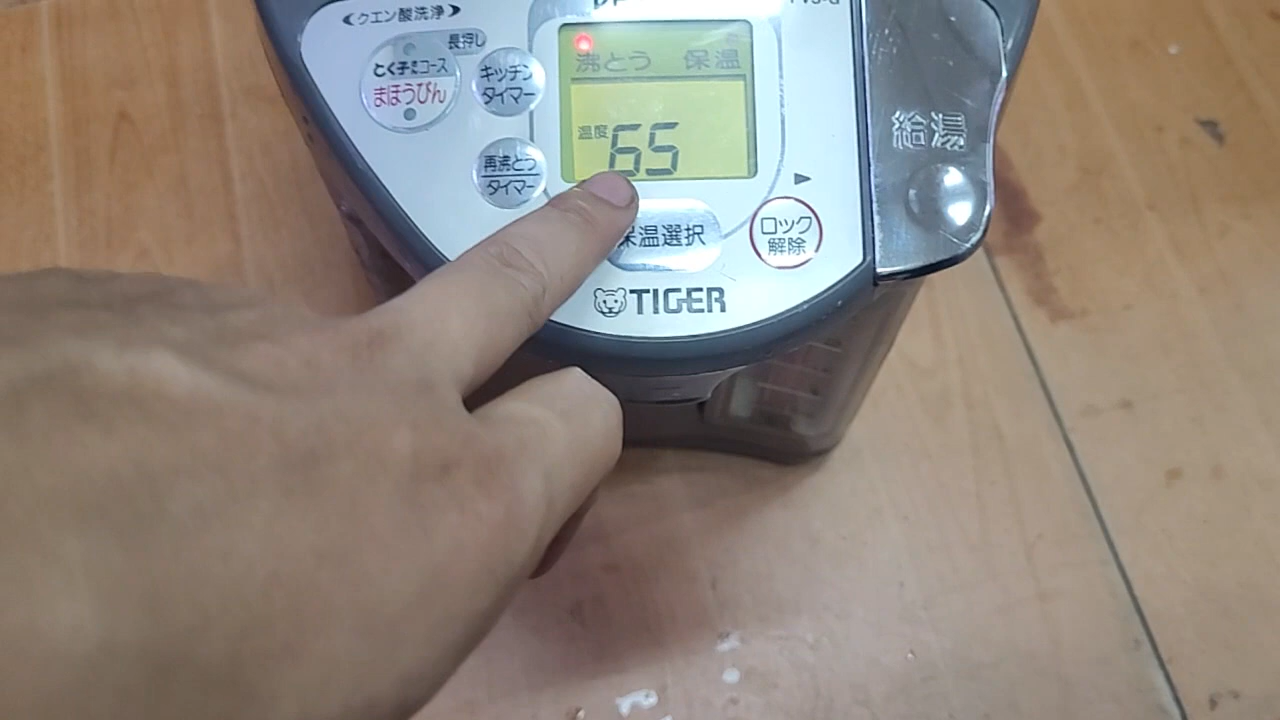 《クエン酸洗浄》
長押し
とく子さんコース
まほうびん
キッチン
タイマー
再沸とう
タイマー
沸とう 保温
温度 65
保温選択
ロック
解除
給湯
TIGER